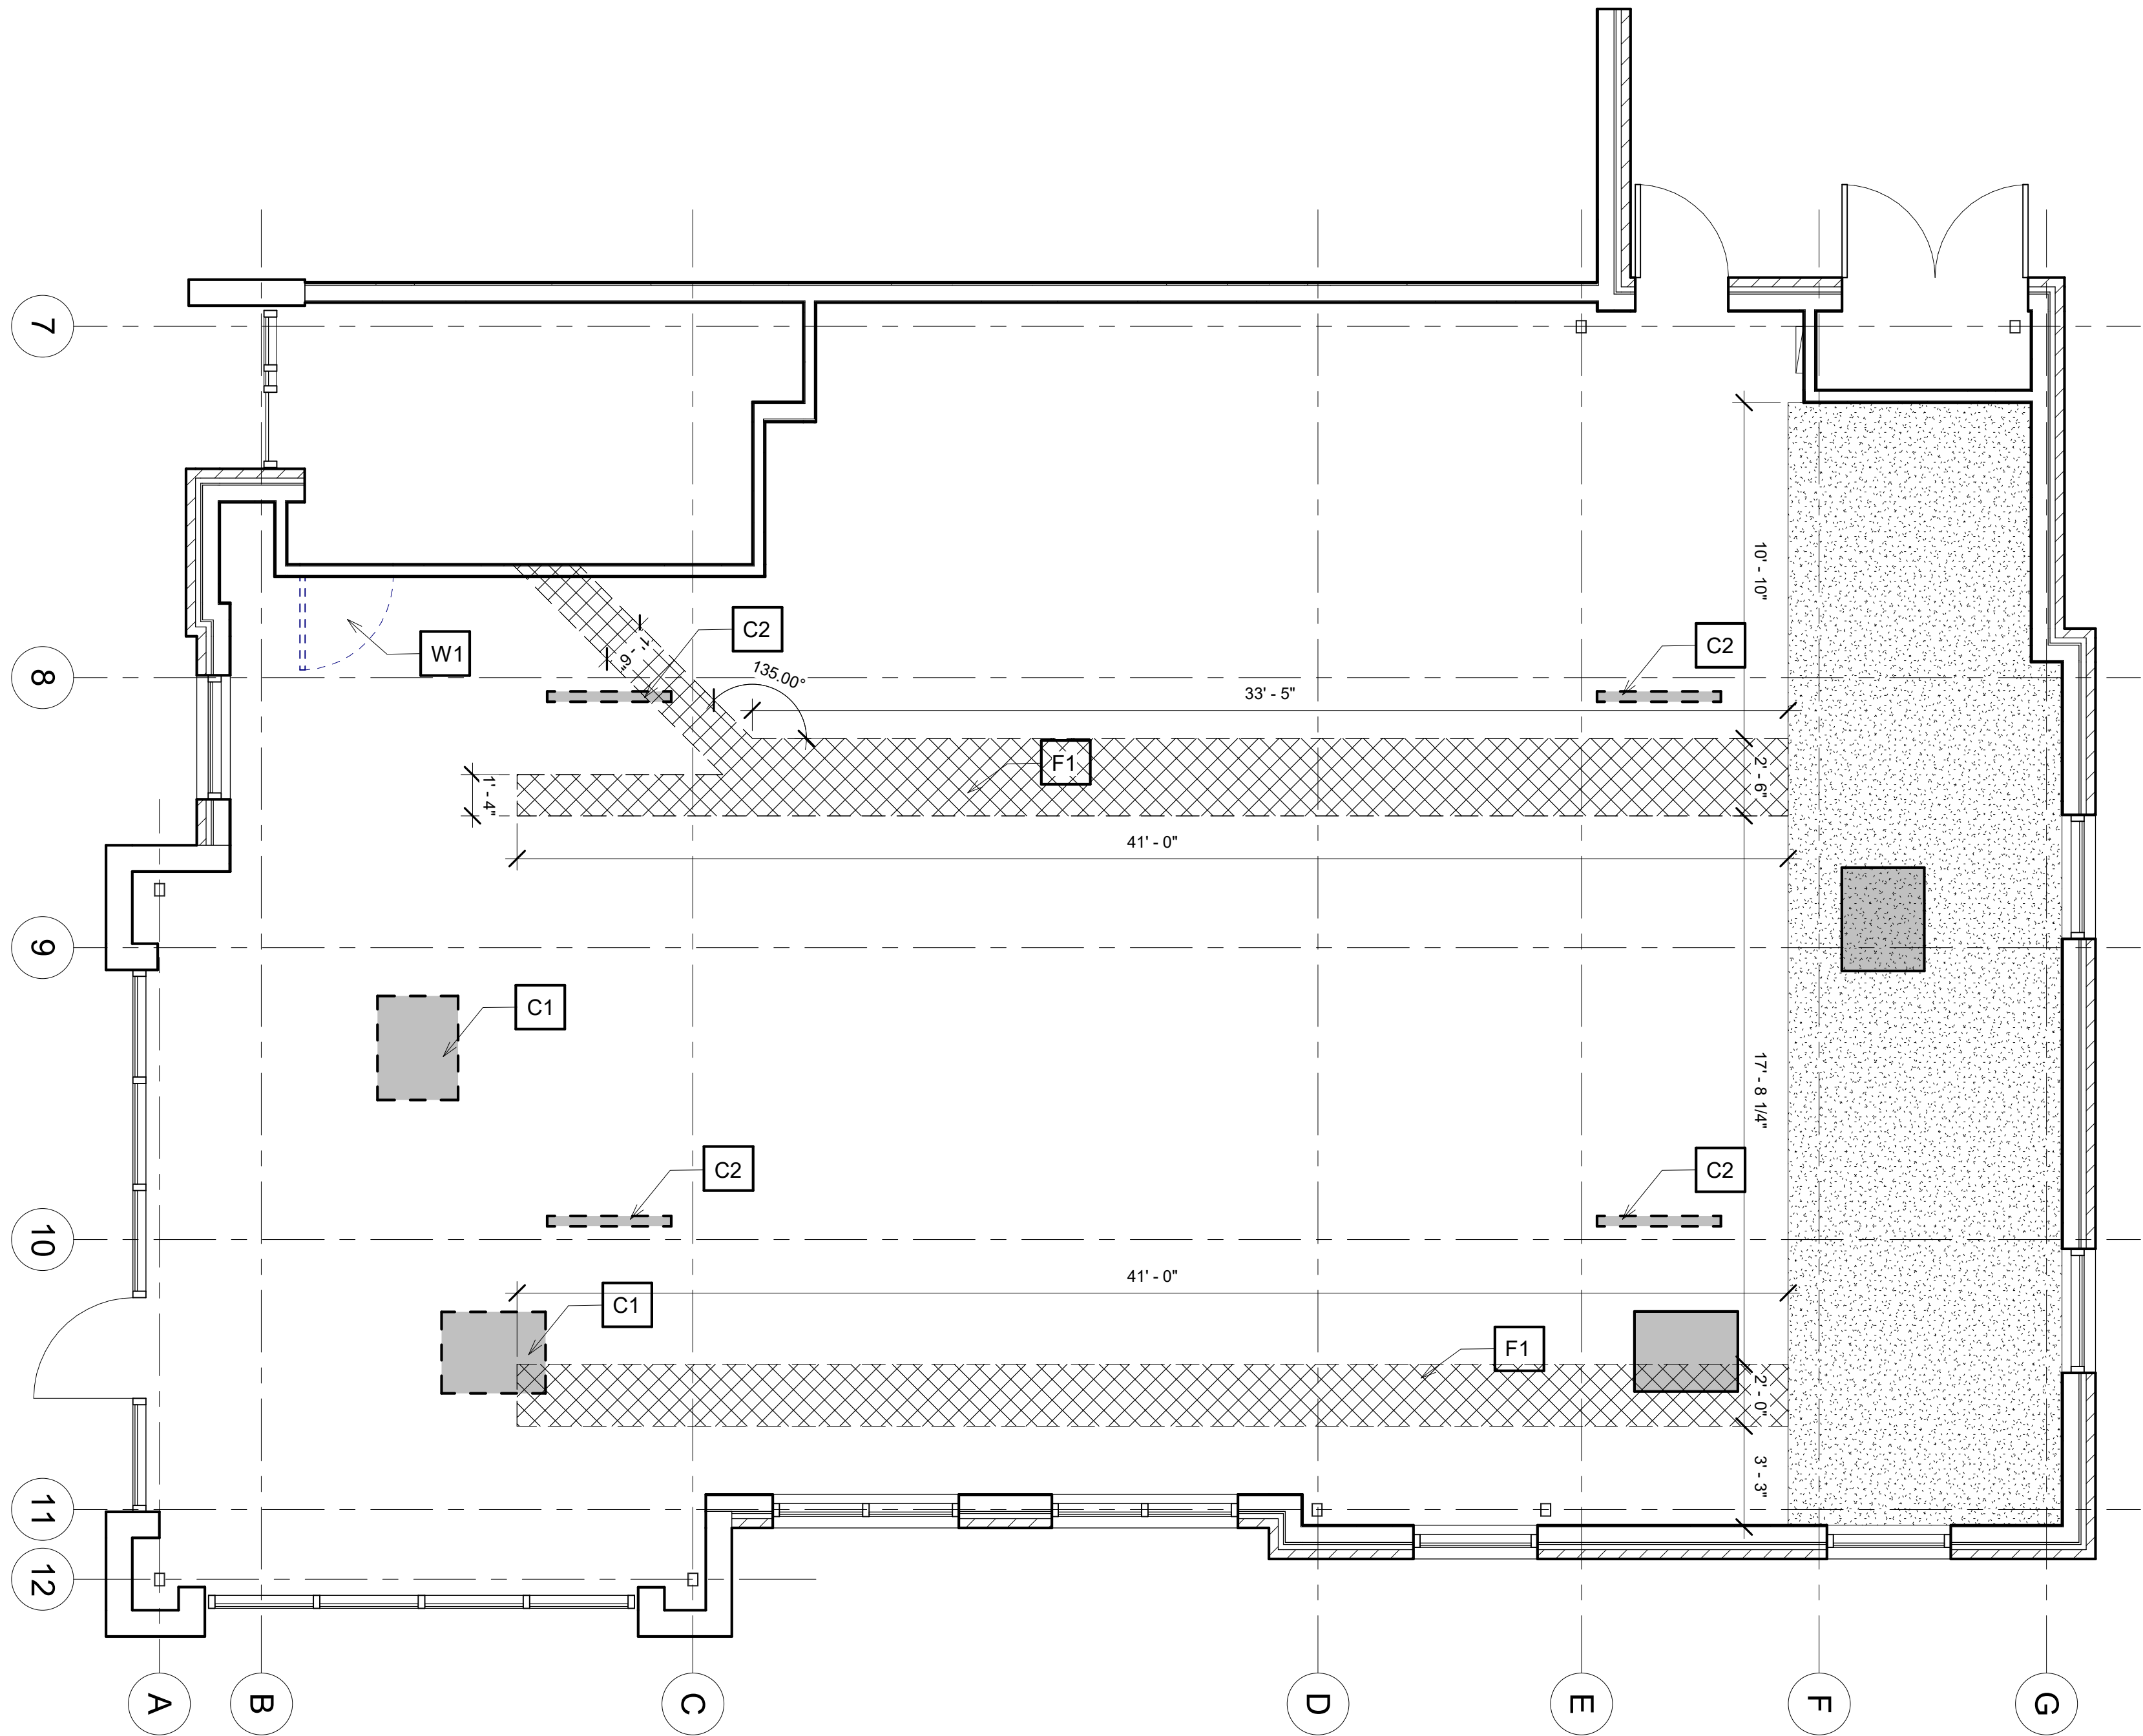 7
10' - 10"
C2
C2
W1
1' - 6"
8
135.00°
33' - 5"
F1
2' - 6"
1' - 4"
41' - 0"
9
C1
17' - 8 1/4"
C2
C2
10
41' - 0"
C1
F1
2' - 0"
3' - 3"
11
12
A
B
C
D
E
F
G